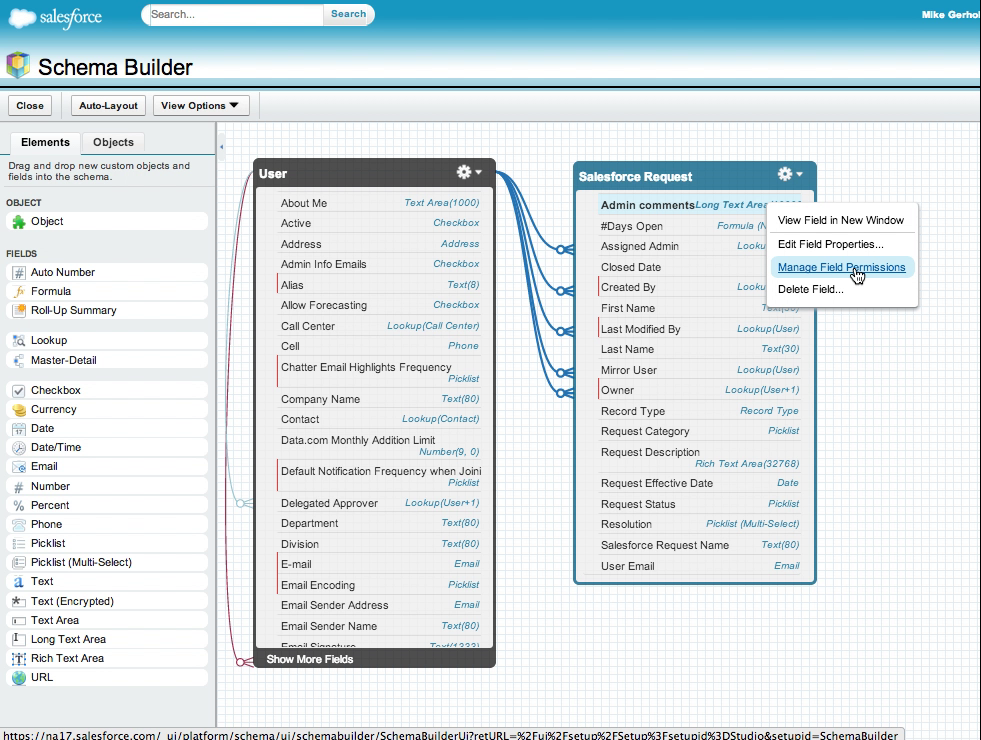 salesforce
Search...
Search
Mike Gerhol
Schema Builder
Close
Auto-Layout
View Options
Elements
Objects
Drag and drop new custom objects and
fields into the schema.
OBJECT
Object
FIELDS
Auto Number
Formula
Roll-Up Summary
Lookup
Master-Detail
Checkbox
Currency
Date
Date/Time
Email
Number
Percent
Phone
Picklist
Picklist (Multi-Select)
Text
Text (Encrypted)
Text Area
Long Text Area
Rich Text Area
URL
User
About Me Text Area(1000)
Active Checkbox
Address Address
Admin Info Emails Checkbox
Alias Text(8)
Allow Forecasting Checkbox
Call Center Lookup(Call Center)
Cell Phone
Chatter Email Highlights Frequency
Picklist
Company Name Text(80)
Contact Lookup(Contact)
Data.com Monthly Addition Limit
Number(9, 0)
Default Notification Frequency when Joini
Picklist
Delegated Approver Lookup(User+1)
Department Text(80)
Division Text(80)
E-mail Email
Email Encoding Picklist
Email Sender Address Email
Email Sender Name Text(80)
Email Signature Text(1333)
Show More Fields
Salesforce Request
Admin comments Long Text Area
#Days Open Formula (N
Assigned Admin Looku
Closed Date
Created By Looku
First Name Text(30)
Last Modified By Lookup(User)
Last Name Text(30)
Mirror User Lookup(User)
Owner Lookup(User+1)
Record Type Record Type
Request Category Picklist
Request Description
Rich Text Area(32768)
Request Effective Date Date
Request Status Picklist
Resolution Picklist (Multi-Select)
Salesforce Request Name Text(80)
User Email Email
View Field in New Window
Edit Field Properties...
Manage Field Permissions
Delete Field...
https://na17.salesforce.com/_ui/platform/schema/ui/schemabuilder/SchemaBuilderUi?retURL=%2Fui%2Fsetup%2FSetup%3Fsetupid%3DStudio&setupid=SchemaBuilder